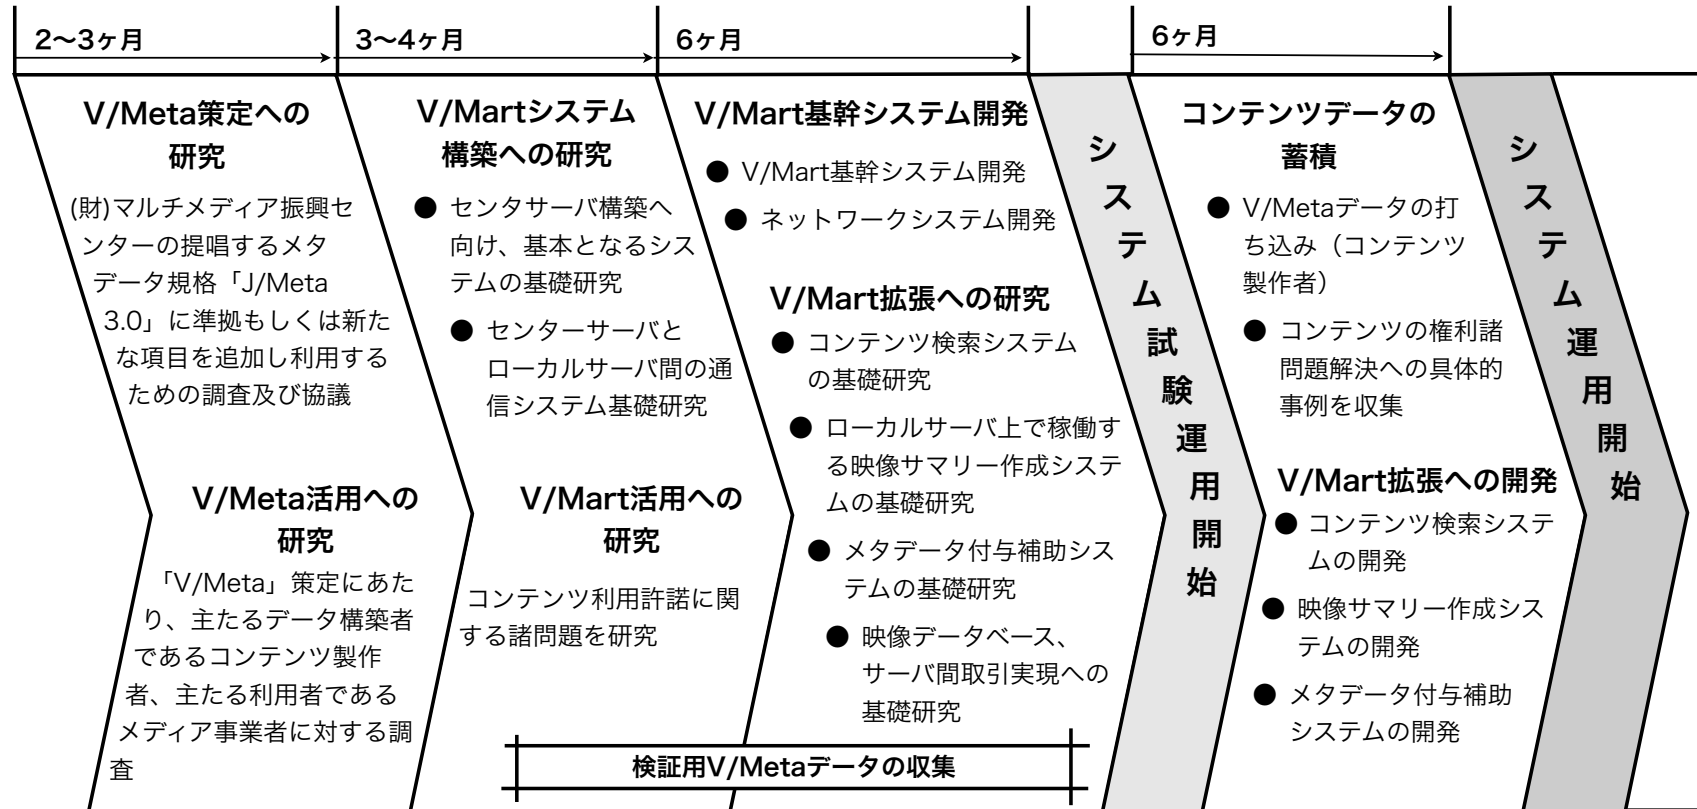 2〜3ヶ月
3〜4ヶ月
6ヶ月
6ヶ月
V/Meta策定への
研究
(財)マルチメディア振興セ
ンターの提唱するメタ
データ規格「J/Meta
3.0」に準拠もしくは新た
な項目を追加し利用する
ための調査及び協議
V/Meta活用への
研究
「V/Meta」策定にあた
り、主たるデータ構築者
であるコンテンツ製作
者、主たる利用者である
メディア事業者に対する調
査
V/Martシステム
構築への研究
● センタサーバ構築へ
向け、基本となるシス
テムの基礎研究
● センターサーバと
ローカルサーバ間の通
信システム基礎研究
V/Mart活用への
研究
コンテンツ利用許諾に関
する諸問題を研究
V/Mart基幹システム開発
● V/Mart基幹システム開発
● ネットワークシステム開発
V/Mart拡張への研究
● コンテンツ検索システム
の基礎研究
● ローカルサーバ上で稼働す
る映像サマリー作成システ
ムの基礎研究
● メタデータ付与補助シス
テムの基礎研究
● 映像データベース、
サーバ間取引実現への
基礎研究
検証用V/Metaデータの収集
システム試験運用開始
コンテンツデータの
蓄積
● V/Metaデータの打
ち込み（コンテンツ
製作者）
● コンテンツの権利諸
問題解決への具体的
事例を収集
V/Mart拡張への開発
● コンテンツ検索システ
ムの開発
● 映像サマリー作成シス
テムの開発
● メタデータ付与補助
システムの開発
システム運用開始